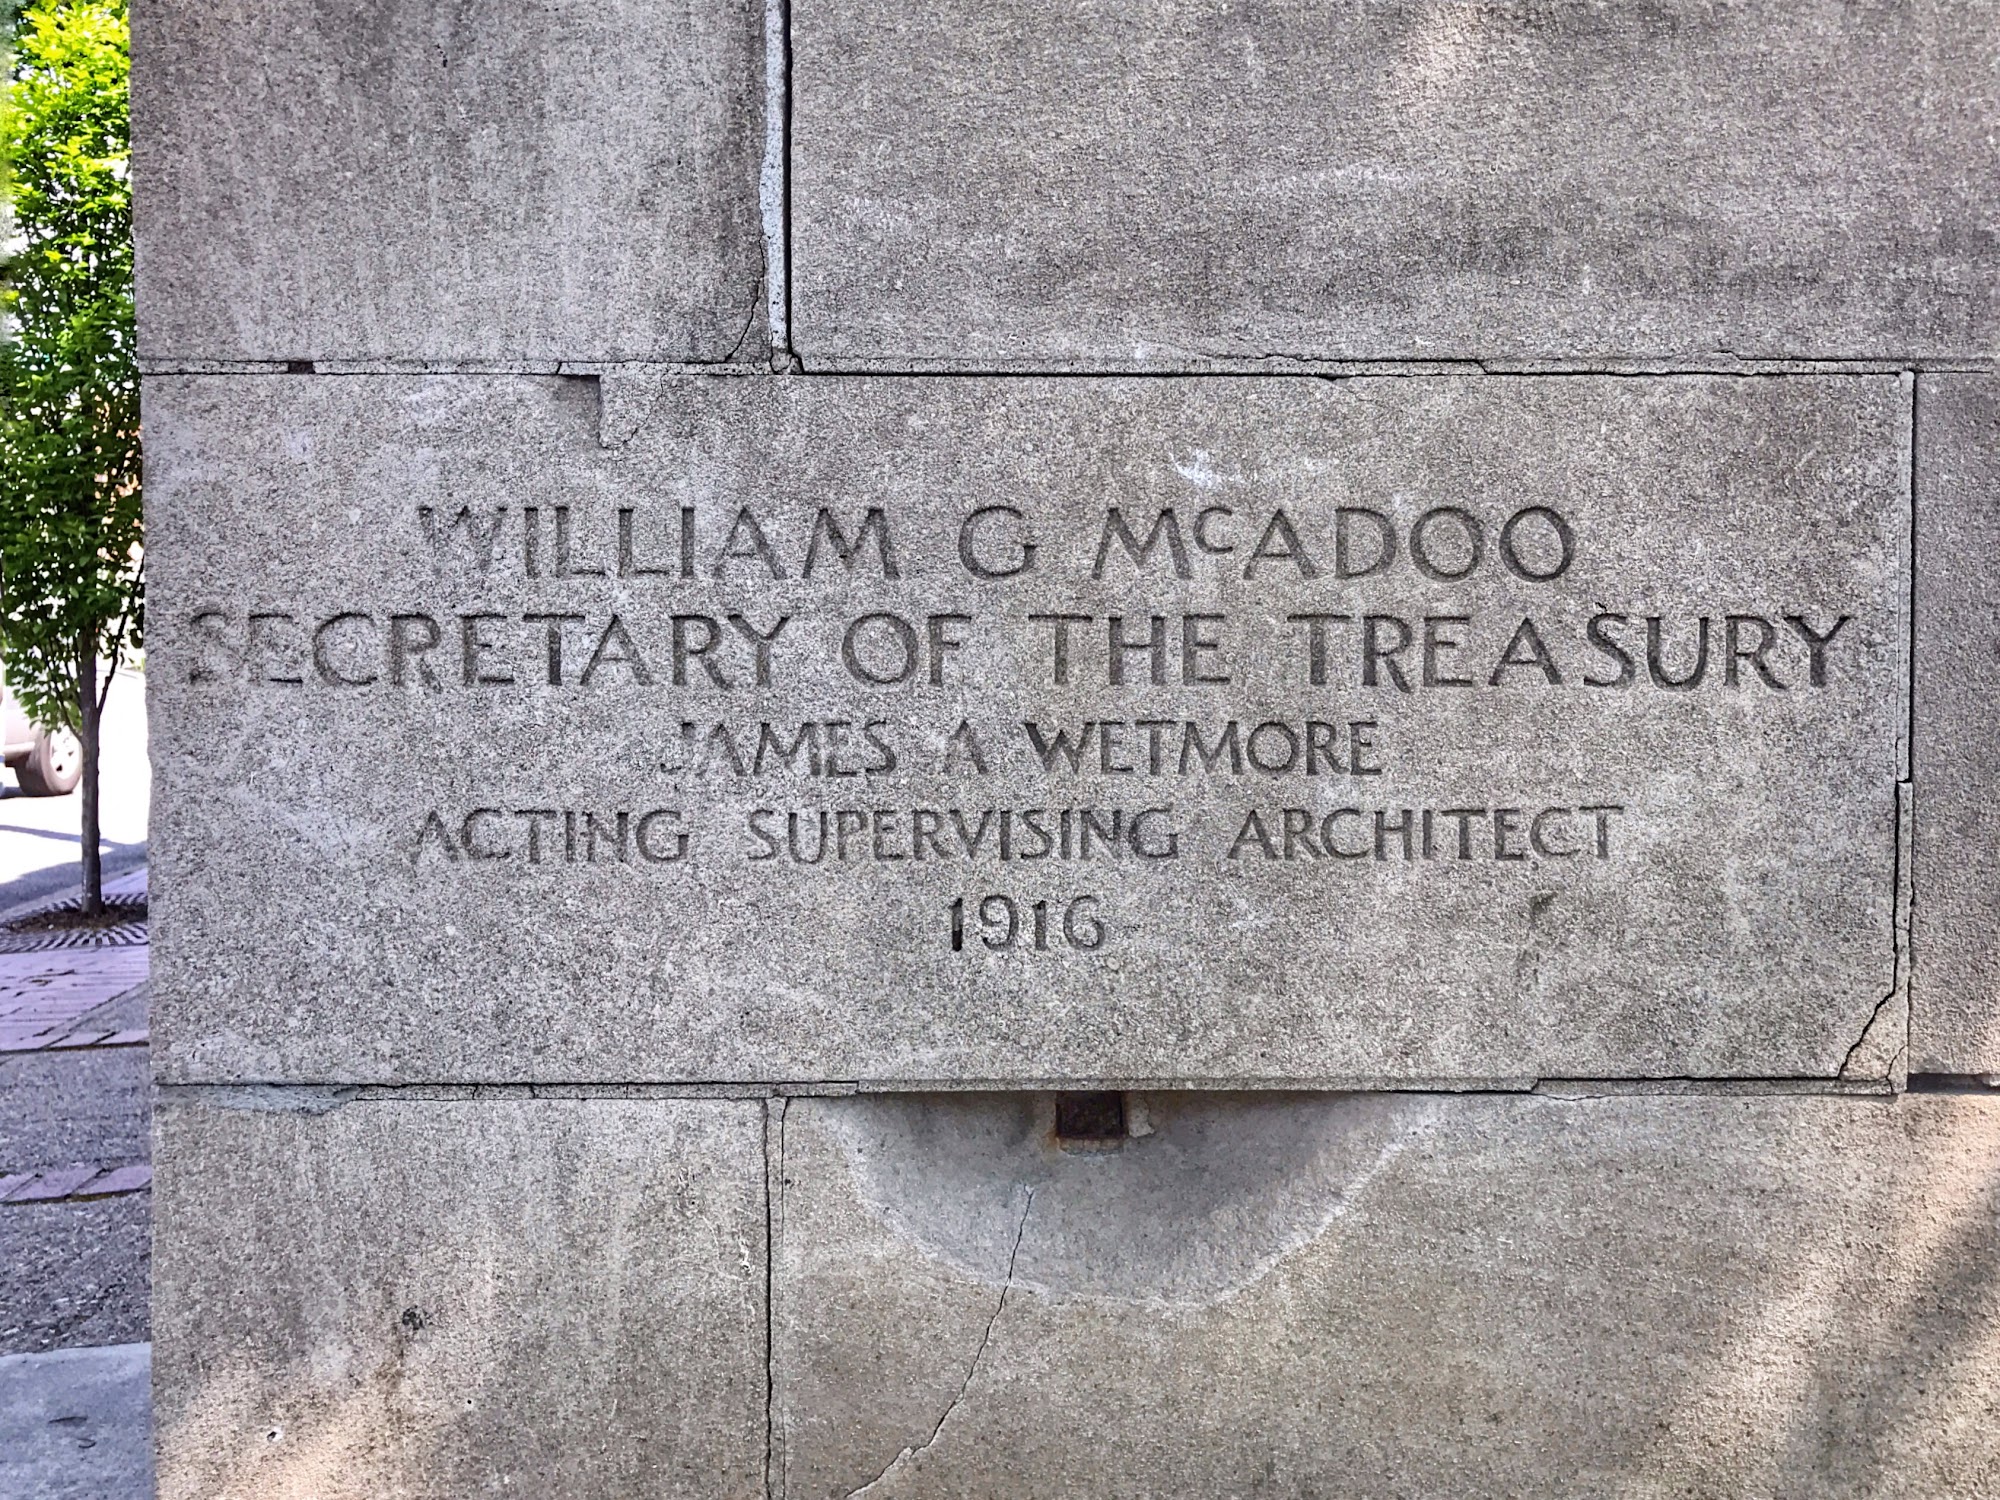 WILLIAM G McADOO
SECRETARY OF THE TREASURY
JAMES A WETMORE
ACTING SUPERVISING ARCHITECT
1916